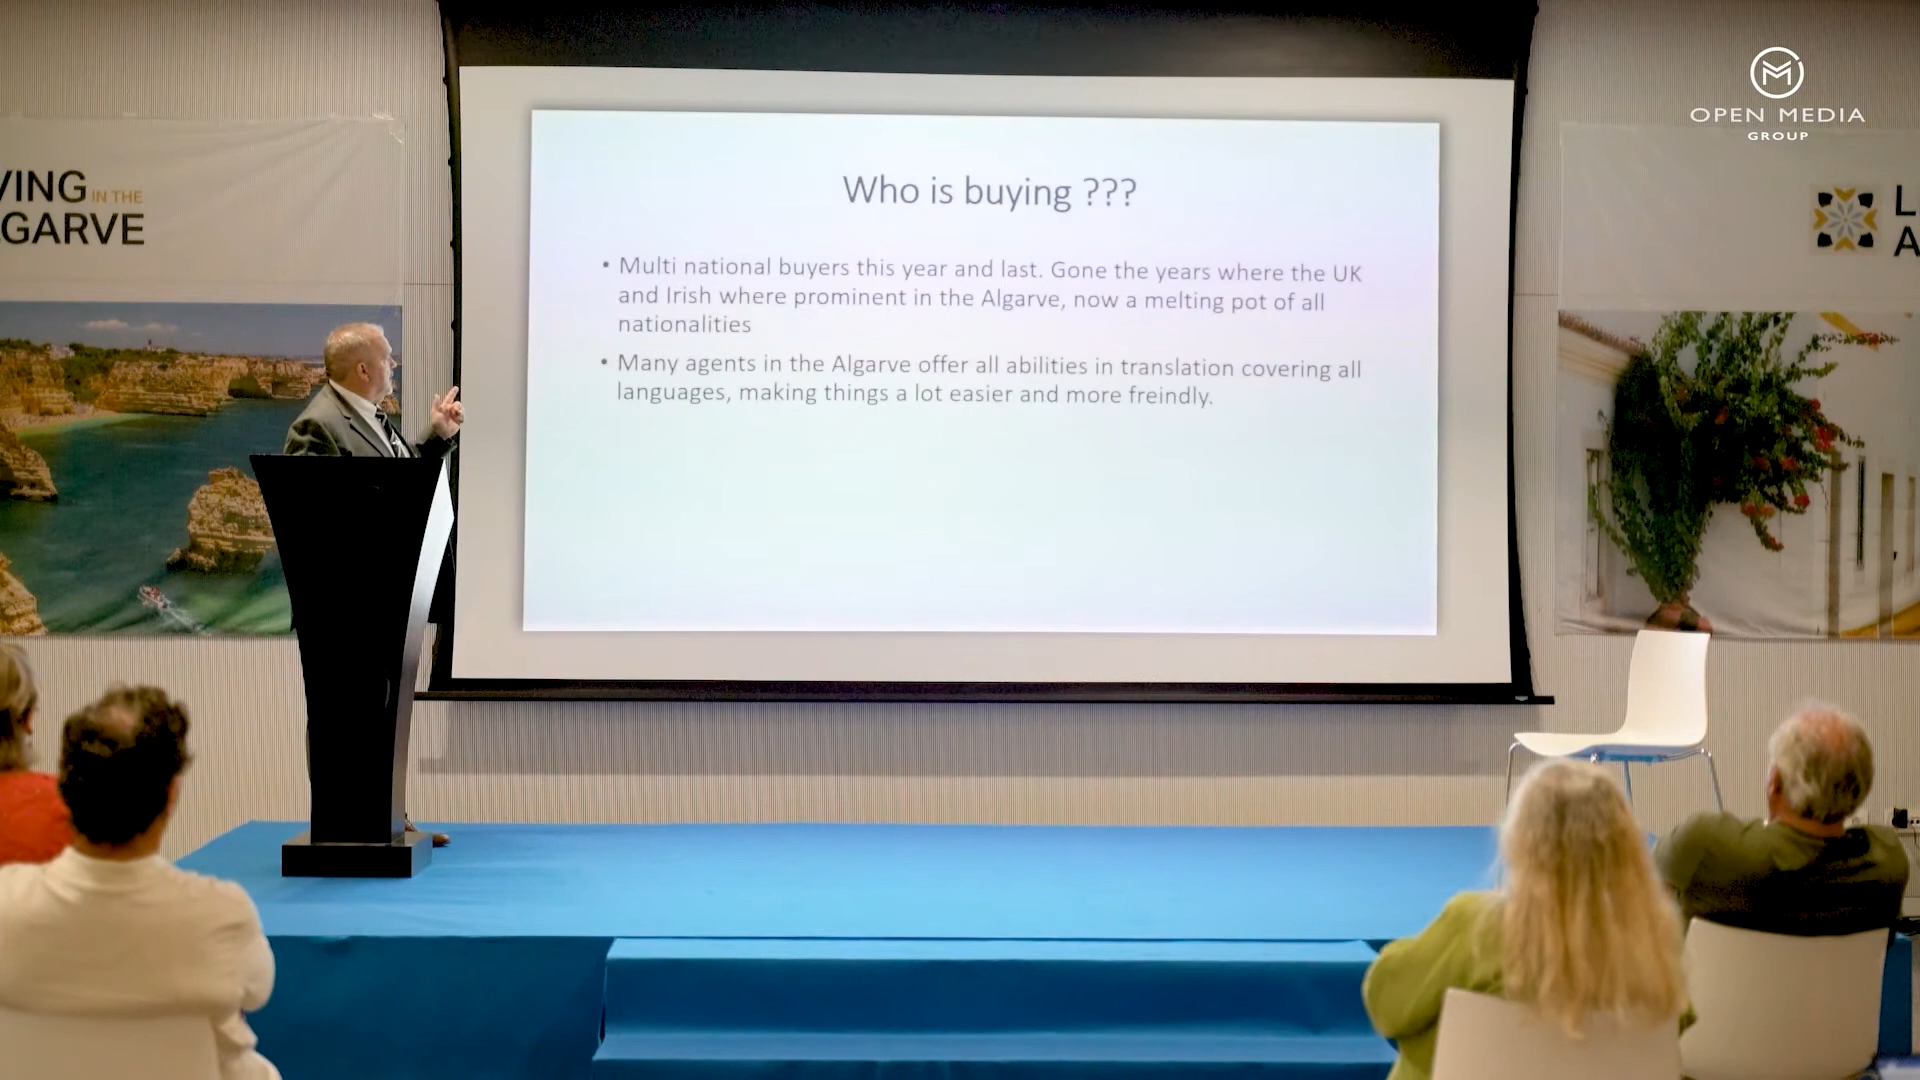 OPEN MEDIA
GROUP
VING IN THE
LGARVE
Who is buying ???
• Multi national buyers this year and last. Gone the years where the UK
and Irish where prominent in the Algarve, now a melting pot of all
nationalities
• Many agents in the Algarve offer all abilities in translation covering all
languages, making things a lot easier and more freindly.
L
A